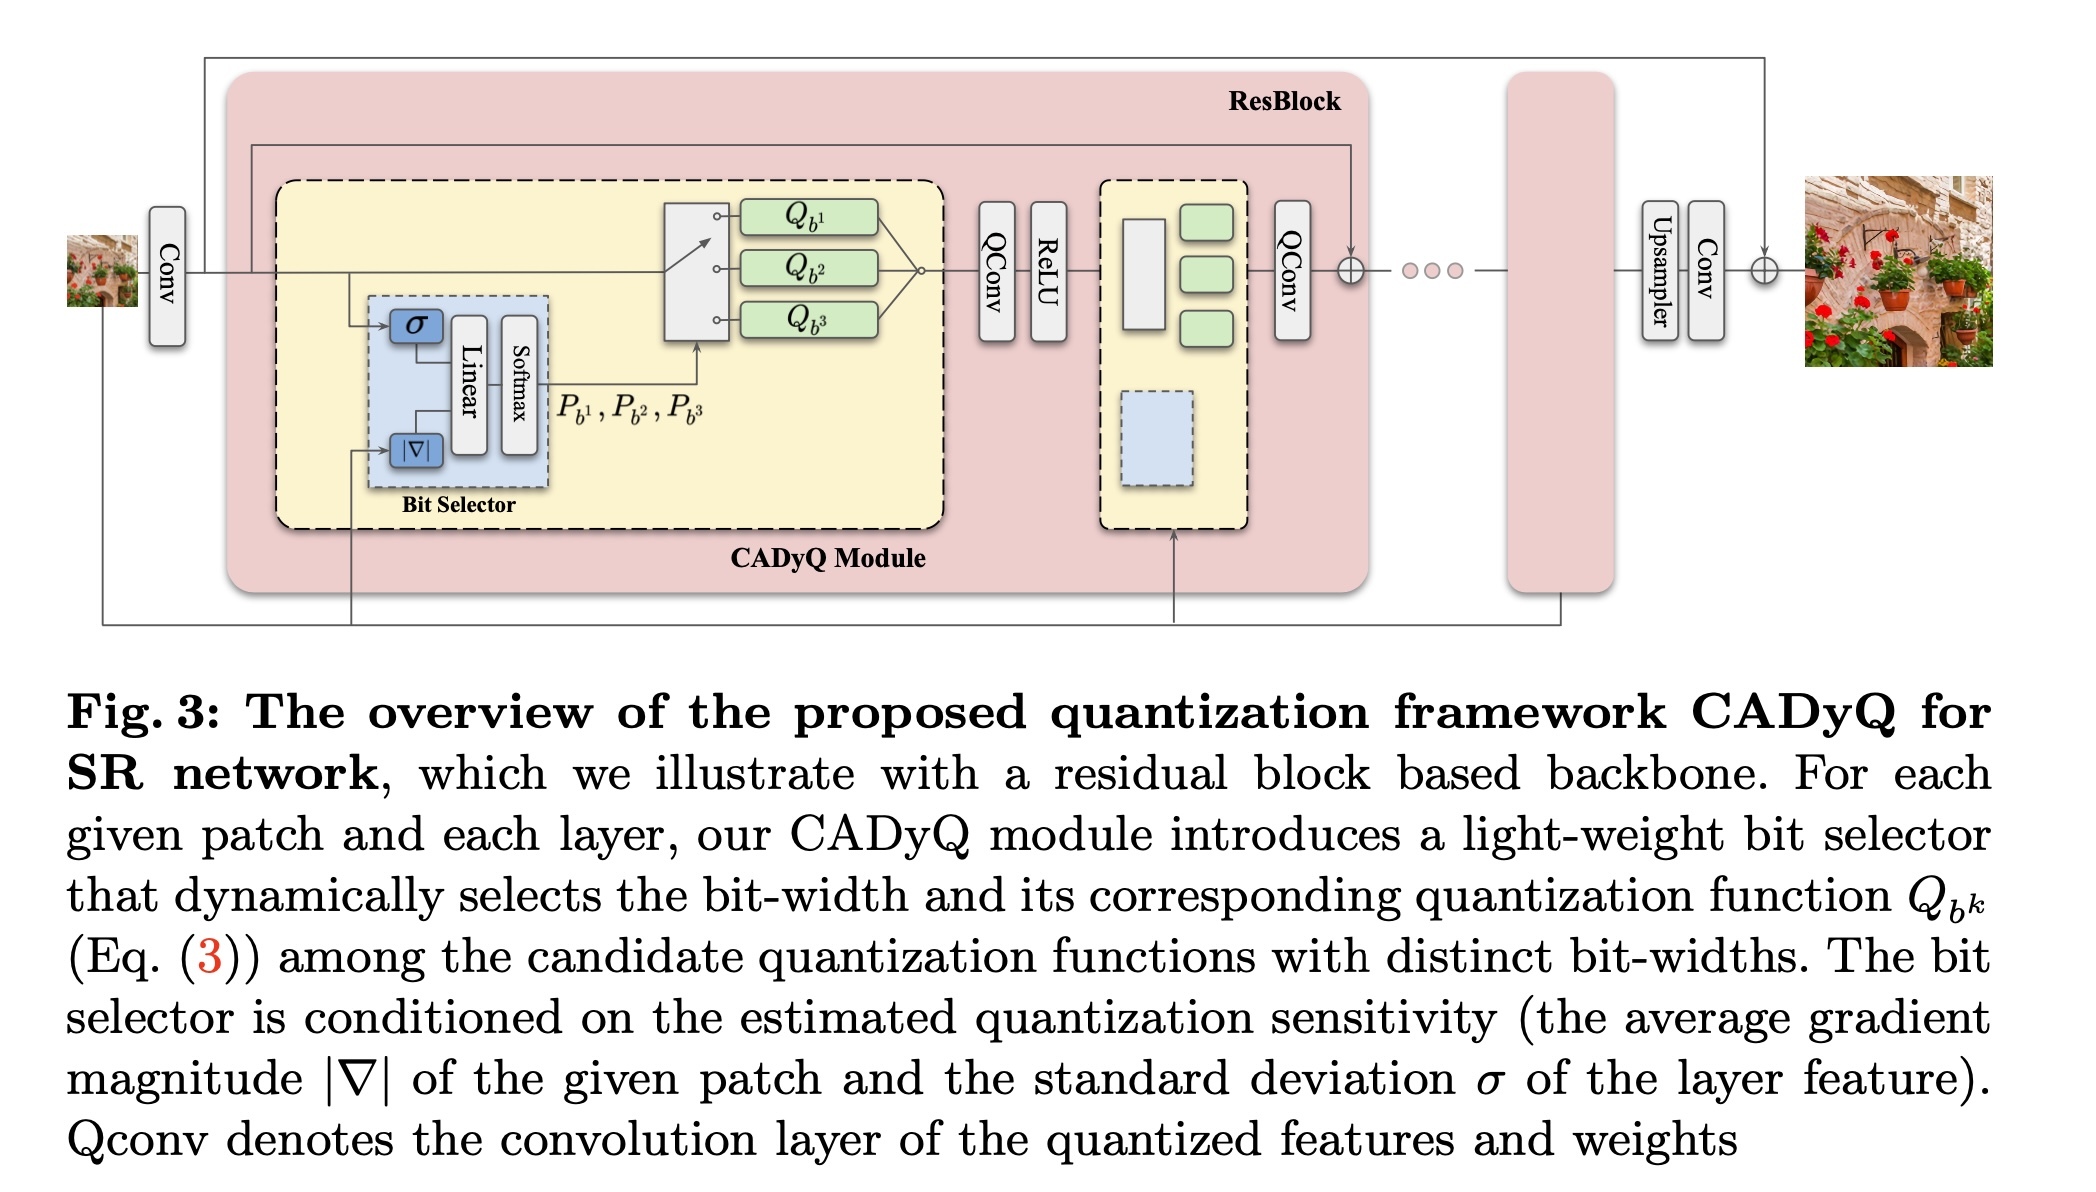 ResBlock
Conv
Q_{b^1}
Q_{b^2}
Q_{b^3}
σ
|∇|
Linear
Softmax
P_{b^1}, P_{b^2}, P_{b^3}
Bit Selector
CADyQ Module
QConv
ReLU
QConv
Upsampler
Conv
Fig. 3: The overview of the proposed quantization framework CADyQ for
SR network, which we illustrate with a residual block based backbone. For each
given patch and each layer, our CADyQ module introduces a light-weight bit selector
that dynamically selects the bit-width and its corresponding quantization function Q_{b^k}
(Eq. (3)) among the candidate quantization functions with distinct bit-widths. The bit
selector is conditioned on the estimated quantization sensitivity (the average gradient
magnitude |∇| of the given patch and the standard deviation σ of the layer feature).
Qconv denotes the convolution layer of the quantized features and weights